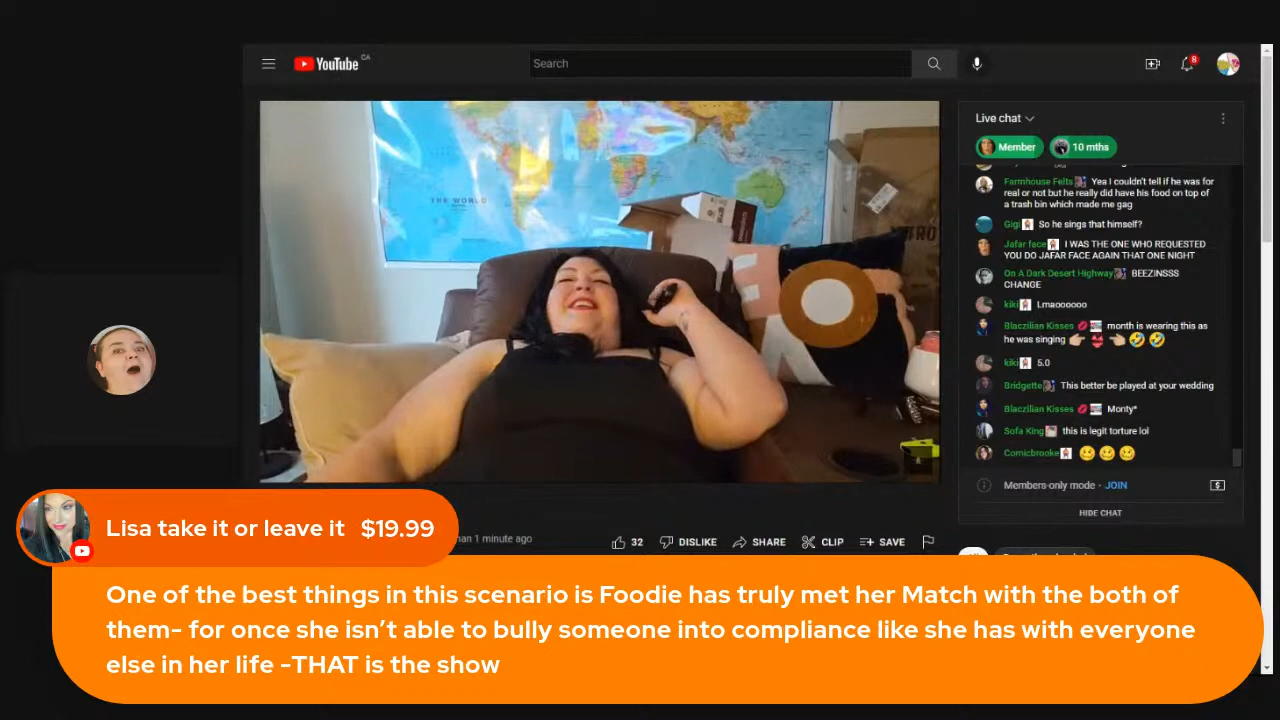 YouTube CA
Search
8
THE WORLD
Live chat
Member
10 mths
Farmhouse Felts Yea I couldn't tell if he was for
real or not but he really did have his food on top of
a trash bin which made me gag
Gigi So he sings that himself?
Jafar face I WAS THE ONE WHO REQUESTED
YOU DO JAFAR FACE AGAIN THAT ONE NIGHT
On A Dark Desert Highway BEEZINSSS
CHANGE
kiki Lmaoooooo
Blaczilian Kisses month is wearing this as
he was singing
kiki 5.0
Bridgette This better be played at your wedding
Blaczilian Kisses Monty*
Sofa King this is legit torture lol
Comicbrooke
Members-only mode · JOIN
HIDE CHAT
Lisa take it or leave it $19.99
than 1 minute ago
32
DISLIKE
SHARE
CLIP
SAVE
One of the best things in this scenario is Foodie has truly met her Match with the both of
them- for once she isn't able to bully someone into compliance like she has with everyone
else in her life -THAT is the show